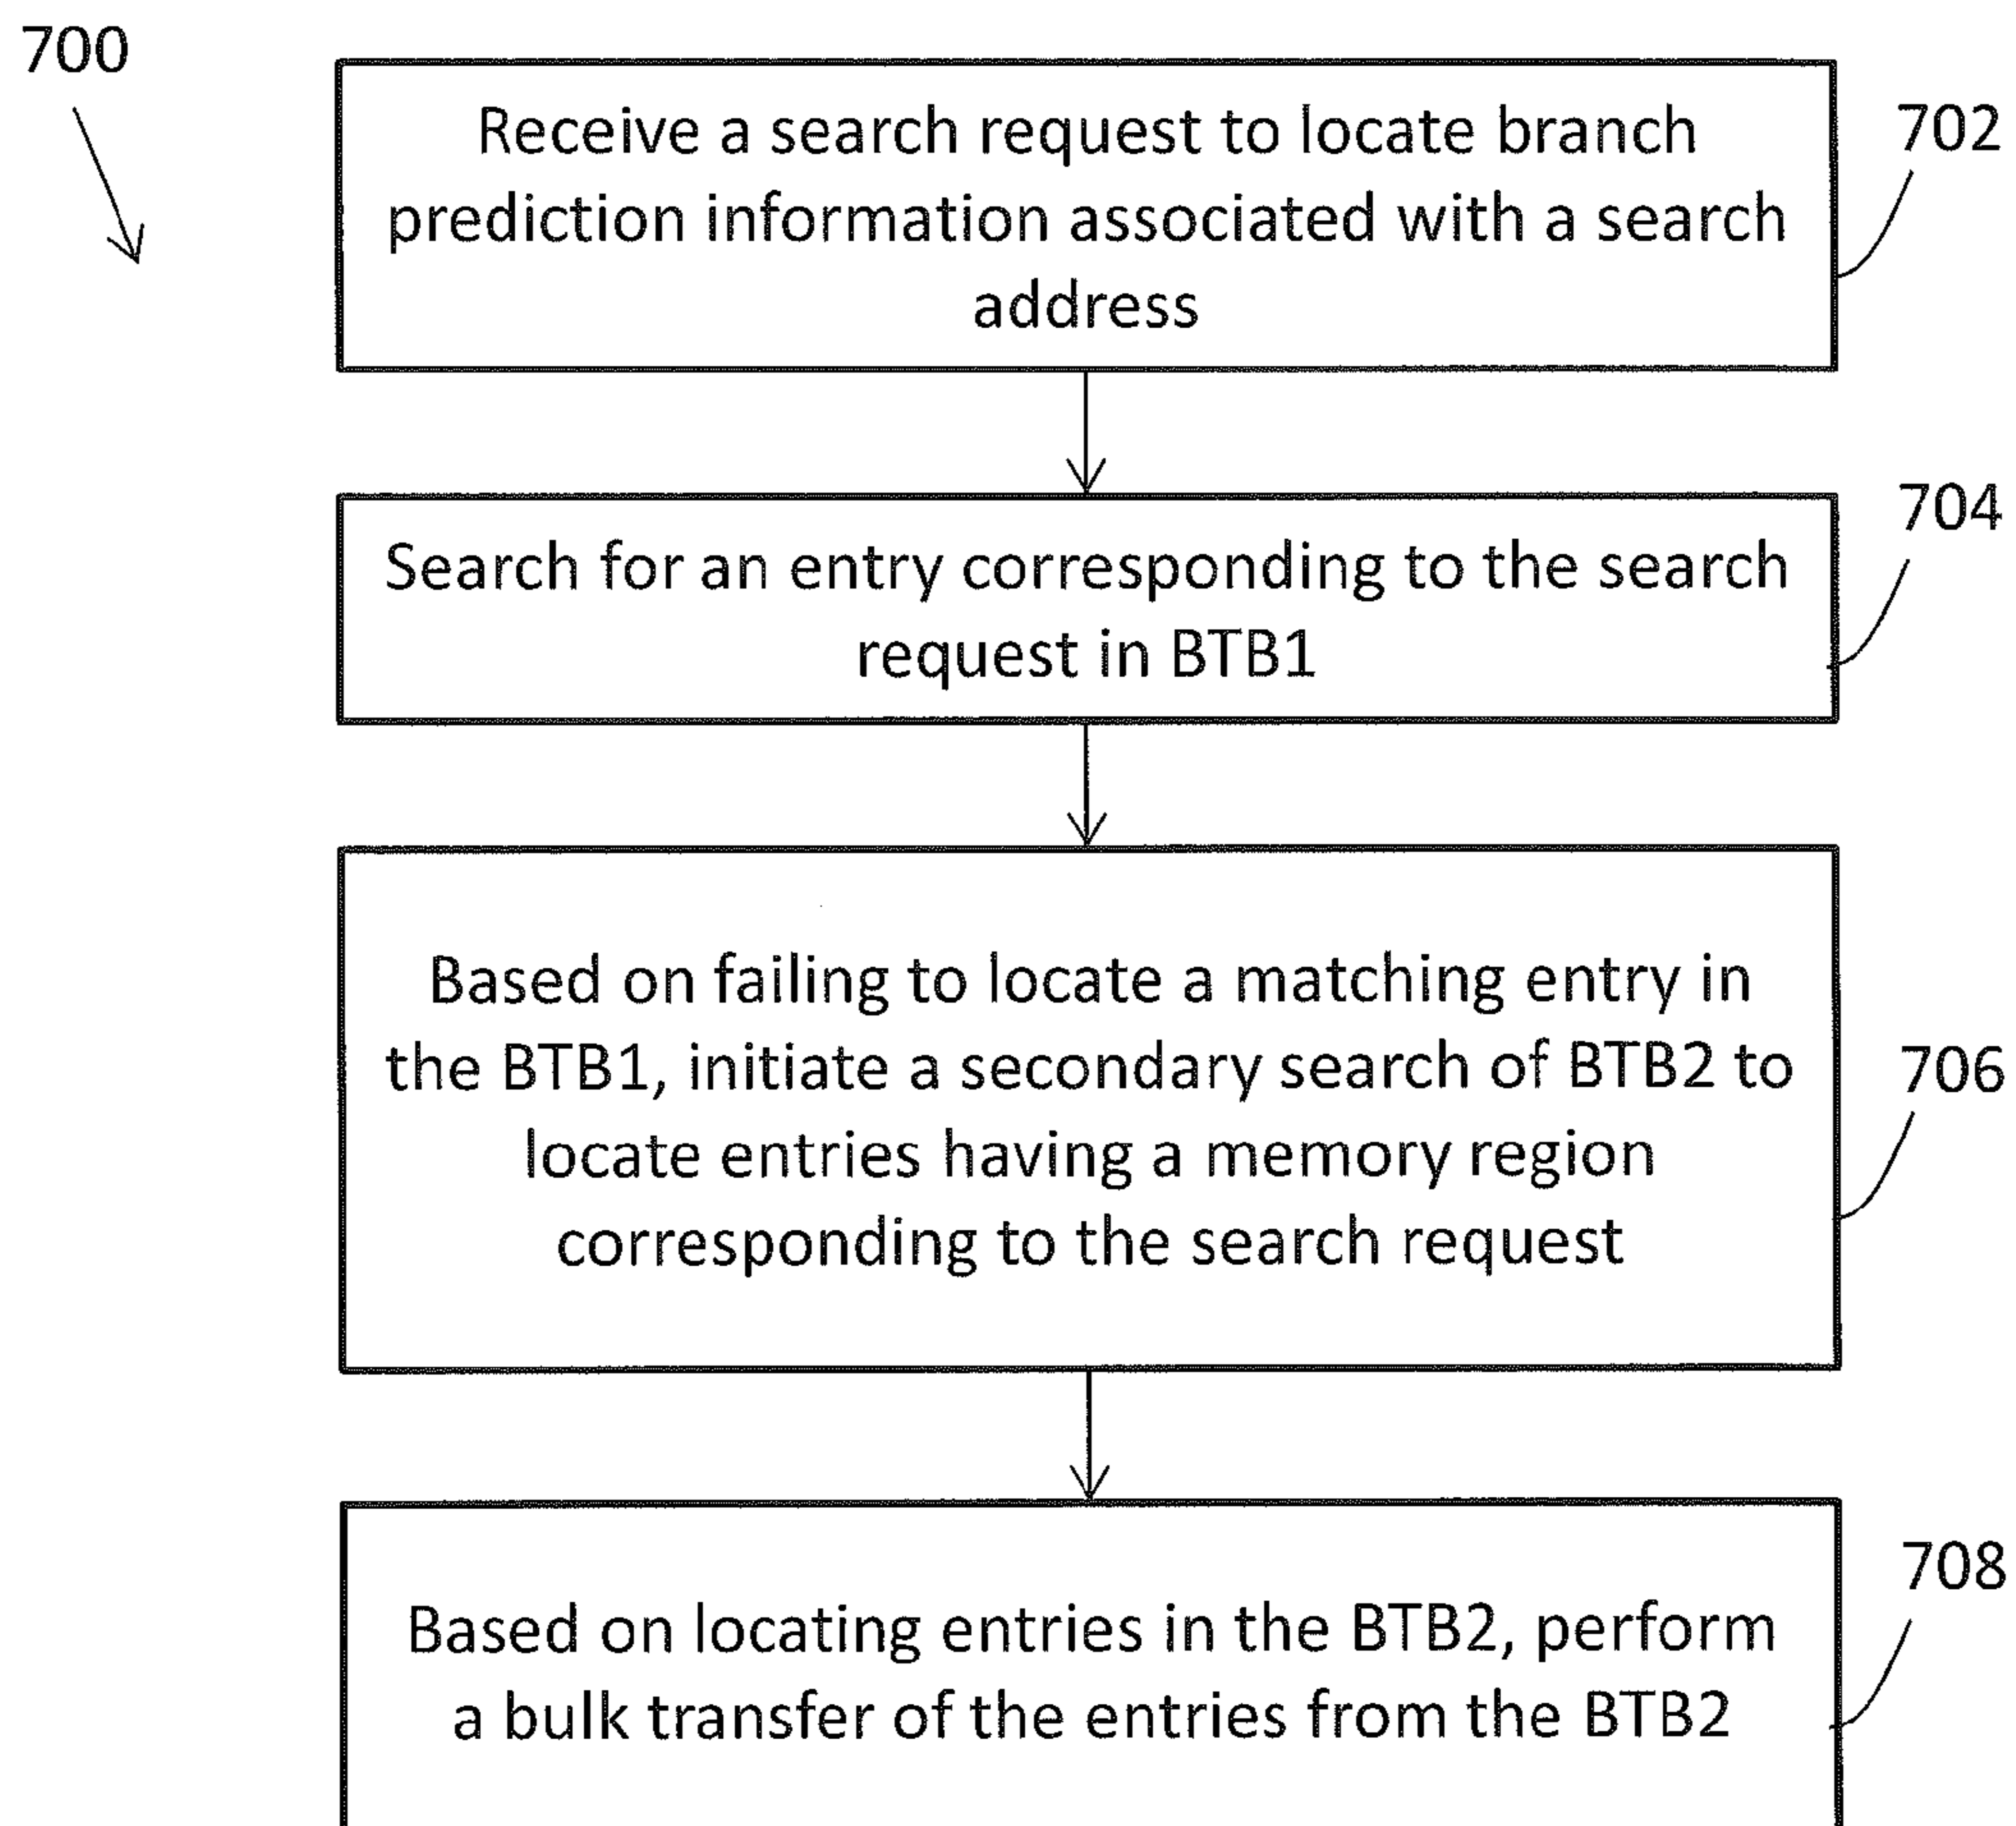 700
Receive a search request to locate branch
prediction information associated with a search
address
702
Search for an entry corresponding to the search
request in BTB1
704
Based on failing to locate a matching entry in
the BTB1, initiate a secondary search of BTB2 to
locate entries having a memory region
corresponding to the search request
706
Based on locating entries in the BTB2, perform
a bulk transfer of the entries from the BTB2
708